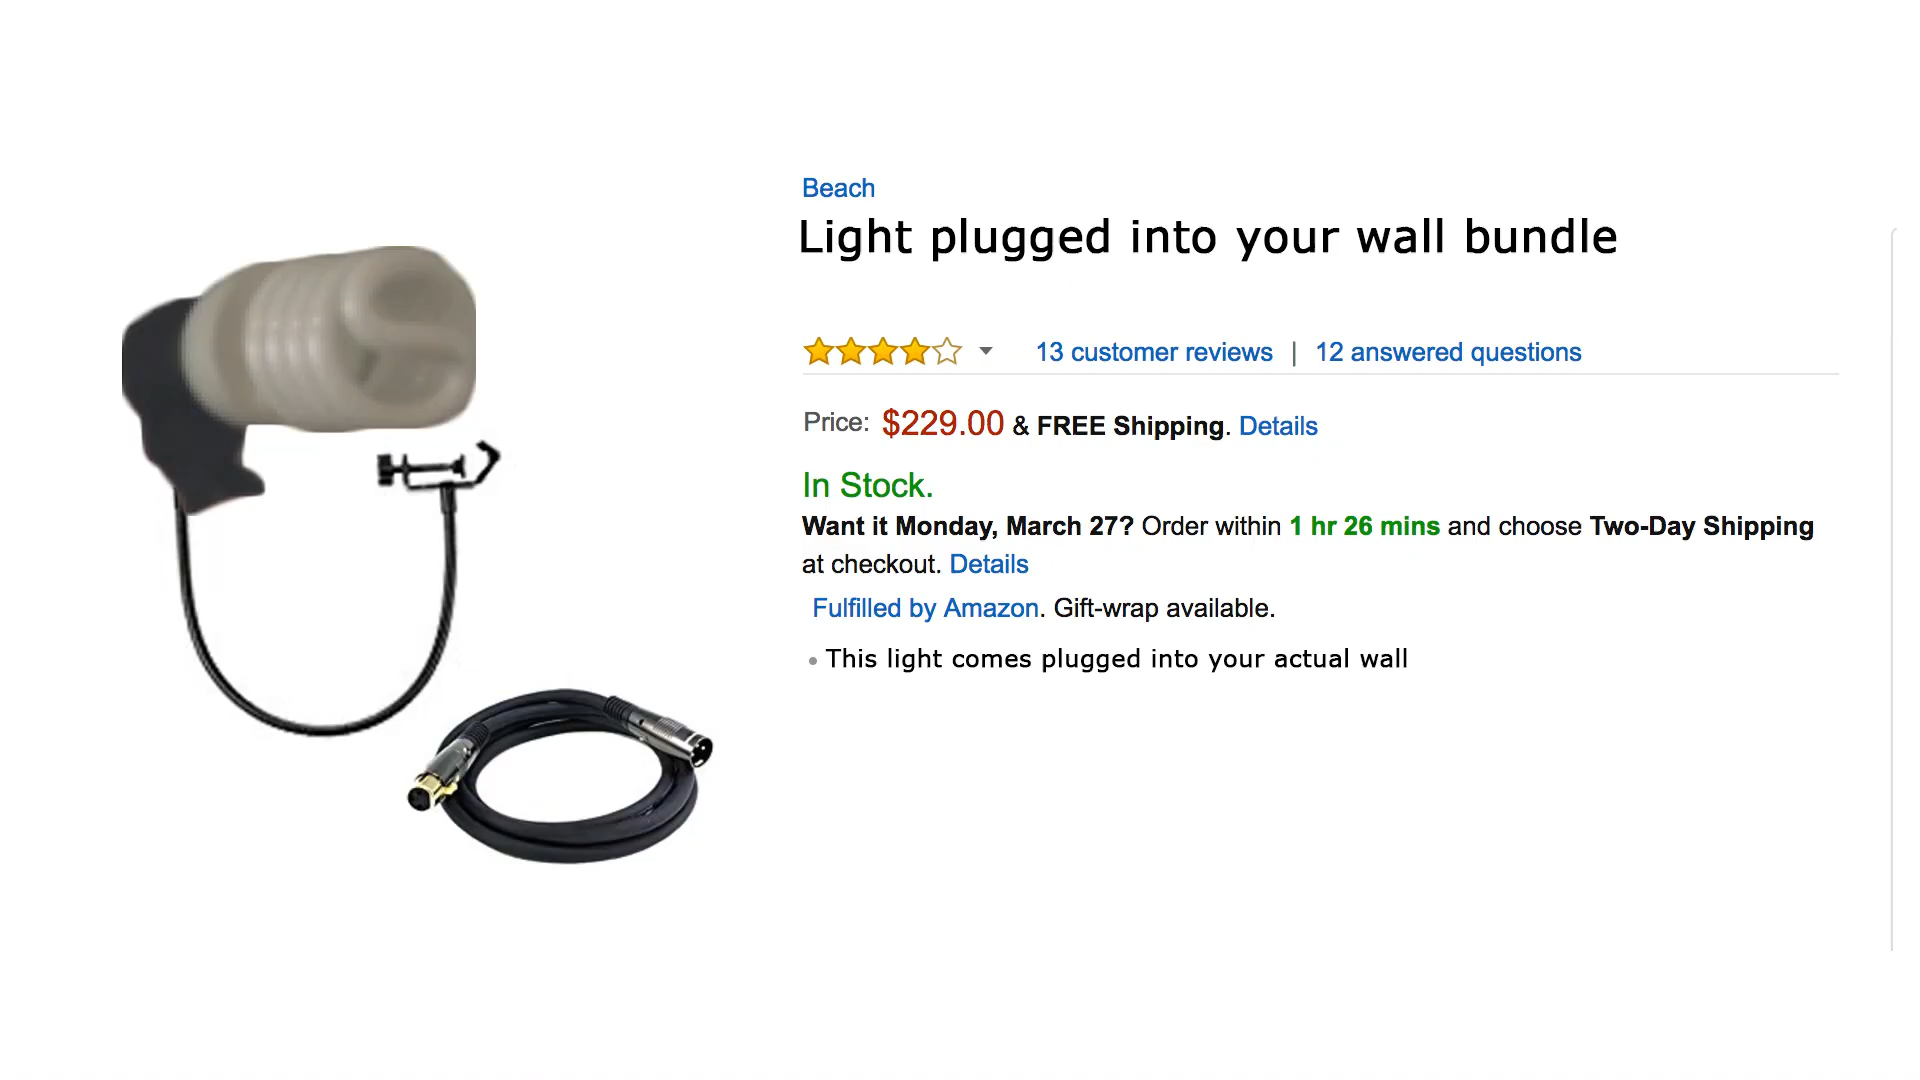 Beach
Light plugged into your wall bundle
13 customer reviews | 12 answered questions
Price: $229.00 & FREE Shipping. Details
In Stock.
Want it Monday, March 27? Order within 1 hr 26 mins and choose Two-Day Shipping
at checkout. Details
Fulfilled by Amazon. Gift-wrap available.
• This light comes plugged into your actual wall